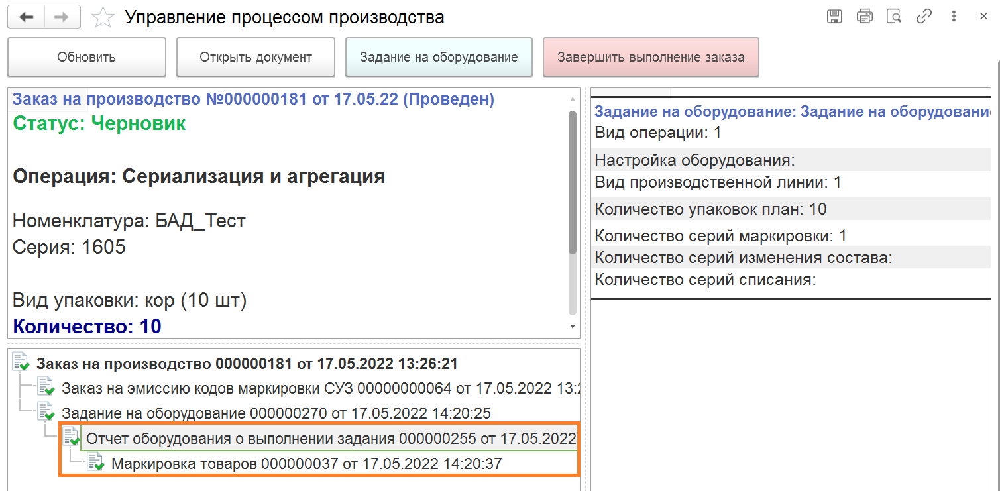 Управление процессом производства
Обновить
Открыть документ
Задание на оборудование
Завершить выполнение заказа
Заказ на производство №000000181 от 17.05.22 (Проведен)
Статус: Черновик
Операция: Сериализация и агрегация
Номенклатура: БАД_Тест
Серия: 1605
Вид упаковки: кор (10 шт)
Количество: 10
Задание на оборудование: Задание на оборудовани
Вид операции: 1
Настройка оборудования:
Вид производственной линии: 1
Количество упаковок план: 10
Количество серий маркировки: 1
Количество серий изменения состава:
Количество серий списания:
Заказ на производство 000000181 от 17.05.2022 13:26:21
Заказ на эмиссию кодов маркировки СУЗ 00000000064 от 17.05.2022 13:2
Задание на оборудование 000000270 от 17.05.2022 14:20:25
Отчет оборудования о выполнении задания 000000255 от 17.05.2022
Маркировка товаров 000000037 от 17.05.2022 14:20:37